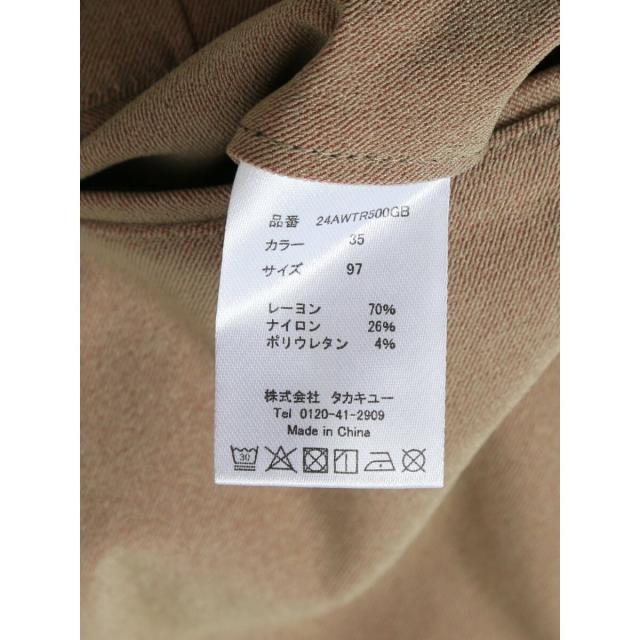 品番 24AWTR500GB
カラー 35
サイズ 97
レーヨン 70%
ナイロン 26%
ポリウレタン 4%
株式会社 タカキュー
Tel 0120-41-2909
Made in China
30